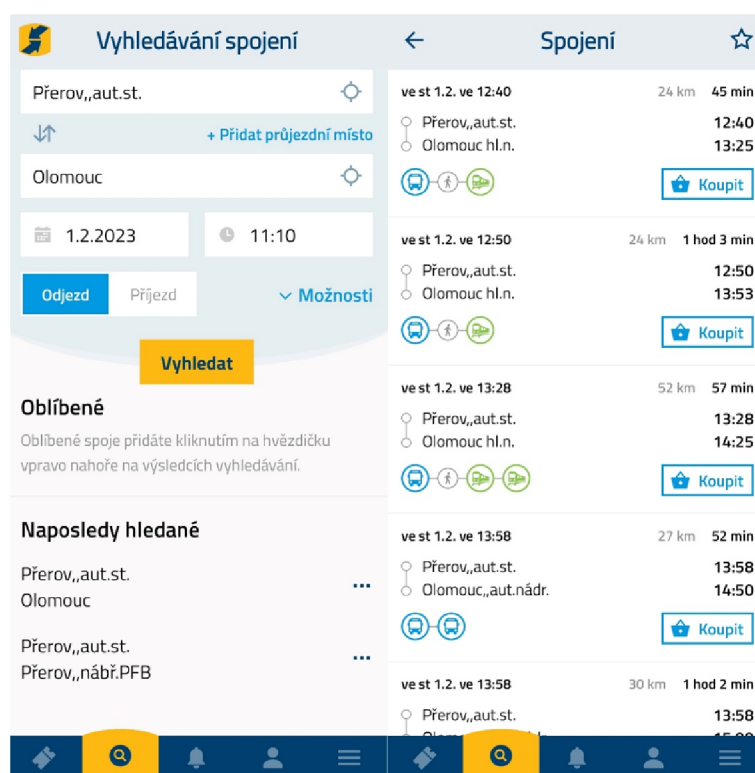 Vyhledávání spojení
Přerov,,aut.st.
+ Přidat průjezdní místo
Olomouc
1.2.2023 11:10
Odjezd Příjezd Možnosti
Vyhledat
Oblíbené
Oblíbené spoje přidáte kliknutím na hvězdičku
vpravo nahoře na výsledcích vyhledávání.
Naposledy hledané
Přerov,,aut.st.
Olomouc
Přerov,,aut.st.
Přerov,,nábř.PFB
Spojení
ve st 1.2. ve 12:40 24 km 45 min
Přerov,,aut.st. 12:40
Olomouc hl.n. 13:25
Koupit
ve st 1.2. ve 12:50 24 km 1 hod 3 min
Přerov,,aut.st. 12:50
Olomouc hl.n. 13:53
Koupit
ve st 1.2. ve 13:28 52 km 57 min
Přerov,,aut.st. 13:28
Olomouc hl.n. 14:25
Koupit
ve st 1.2. ve 13:58 27 km 52 min
Přerov,,aut.st. 13:58
Olomouc,,aut.nádr. 14:50
Koupit
ve st 1.2. ve 13:58 30 km 1 hod 2 min
Přerov,,aut.st. 13:58